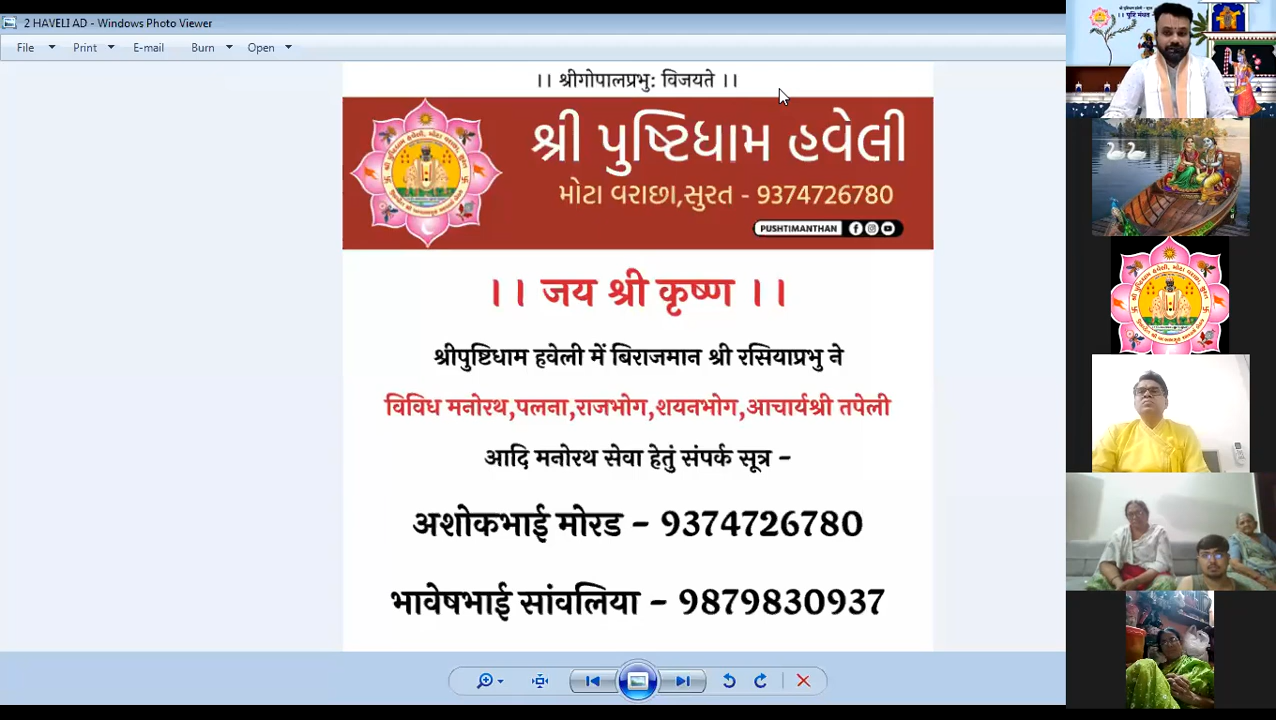 2 HAVELI AD - Windows Photo Viewer
File Print E-mail Burn Open
।। श्रीगोपालप्रभु: विजयते ।।
શ્રી પુષ્ટિધામ હવેલી
મોટા વરાછા,સુરત - 9374726780
PUSHTIMANTHAN
।। जय श्री कृष्ण ।।
श्रीपुष्टिधाम हवेली में बिराजमान श्री रसियाप्रभु ने
विविध मनोरथ,पलना,राजभोग,शयनभोग,आचार्यश्री तपेली
आदि मनोरथ सेवा हेतुं संपर्क सूत्र -
अशोकभाई मोरड - 9374726780
भावेषभाई सांवलिया - 9879830937